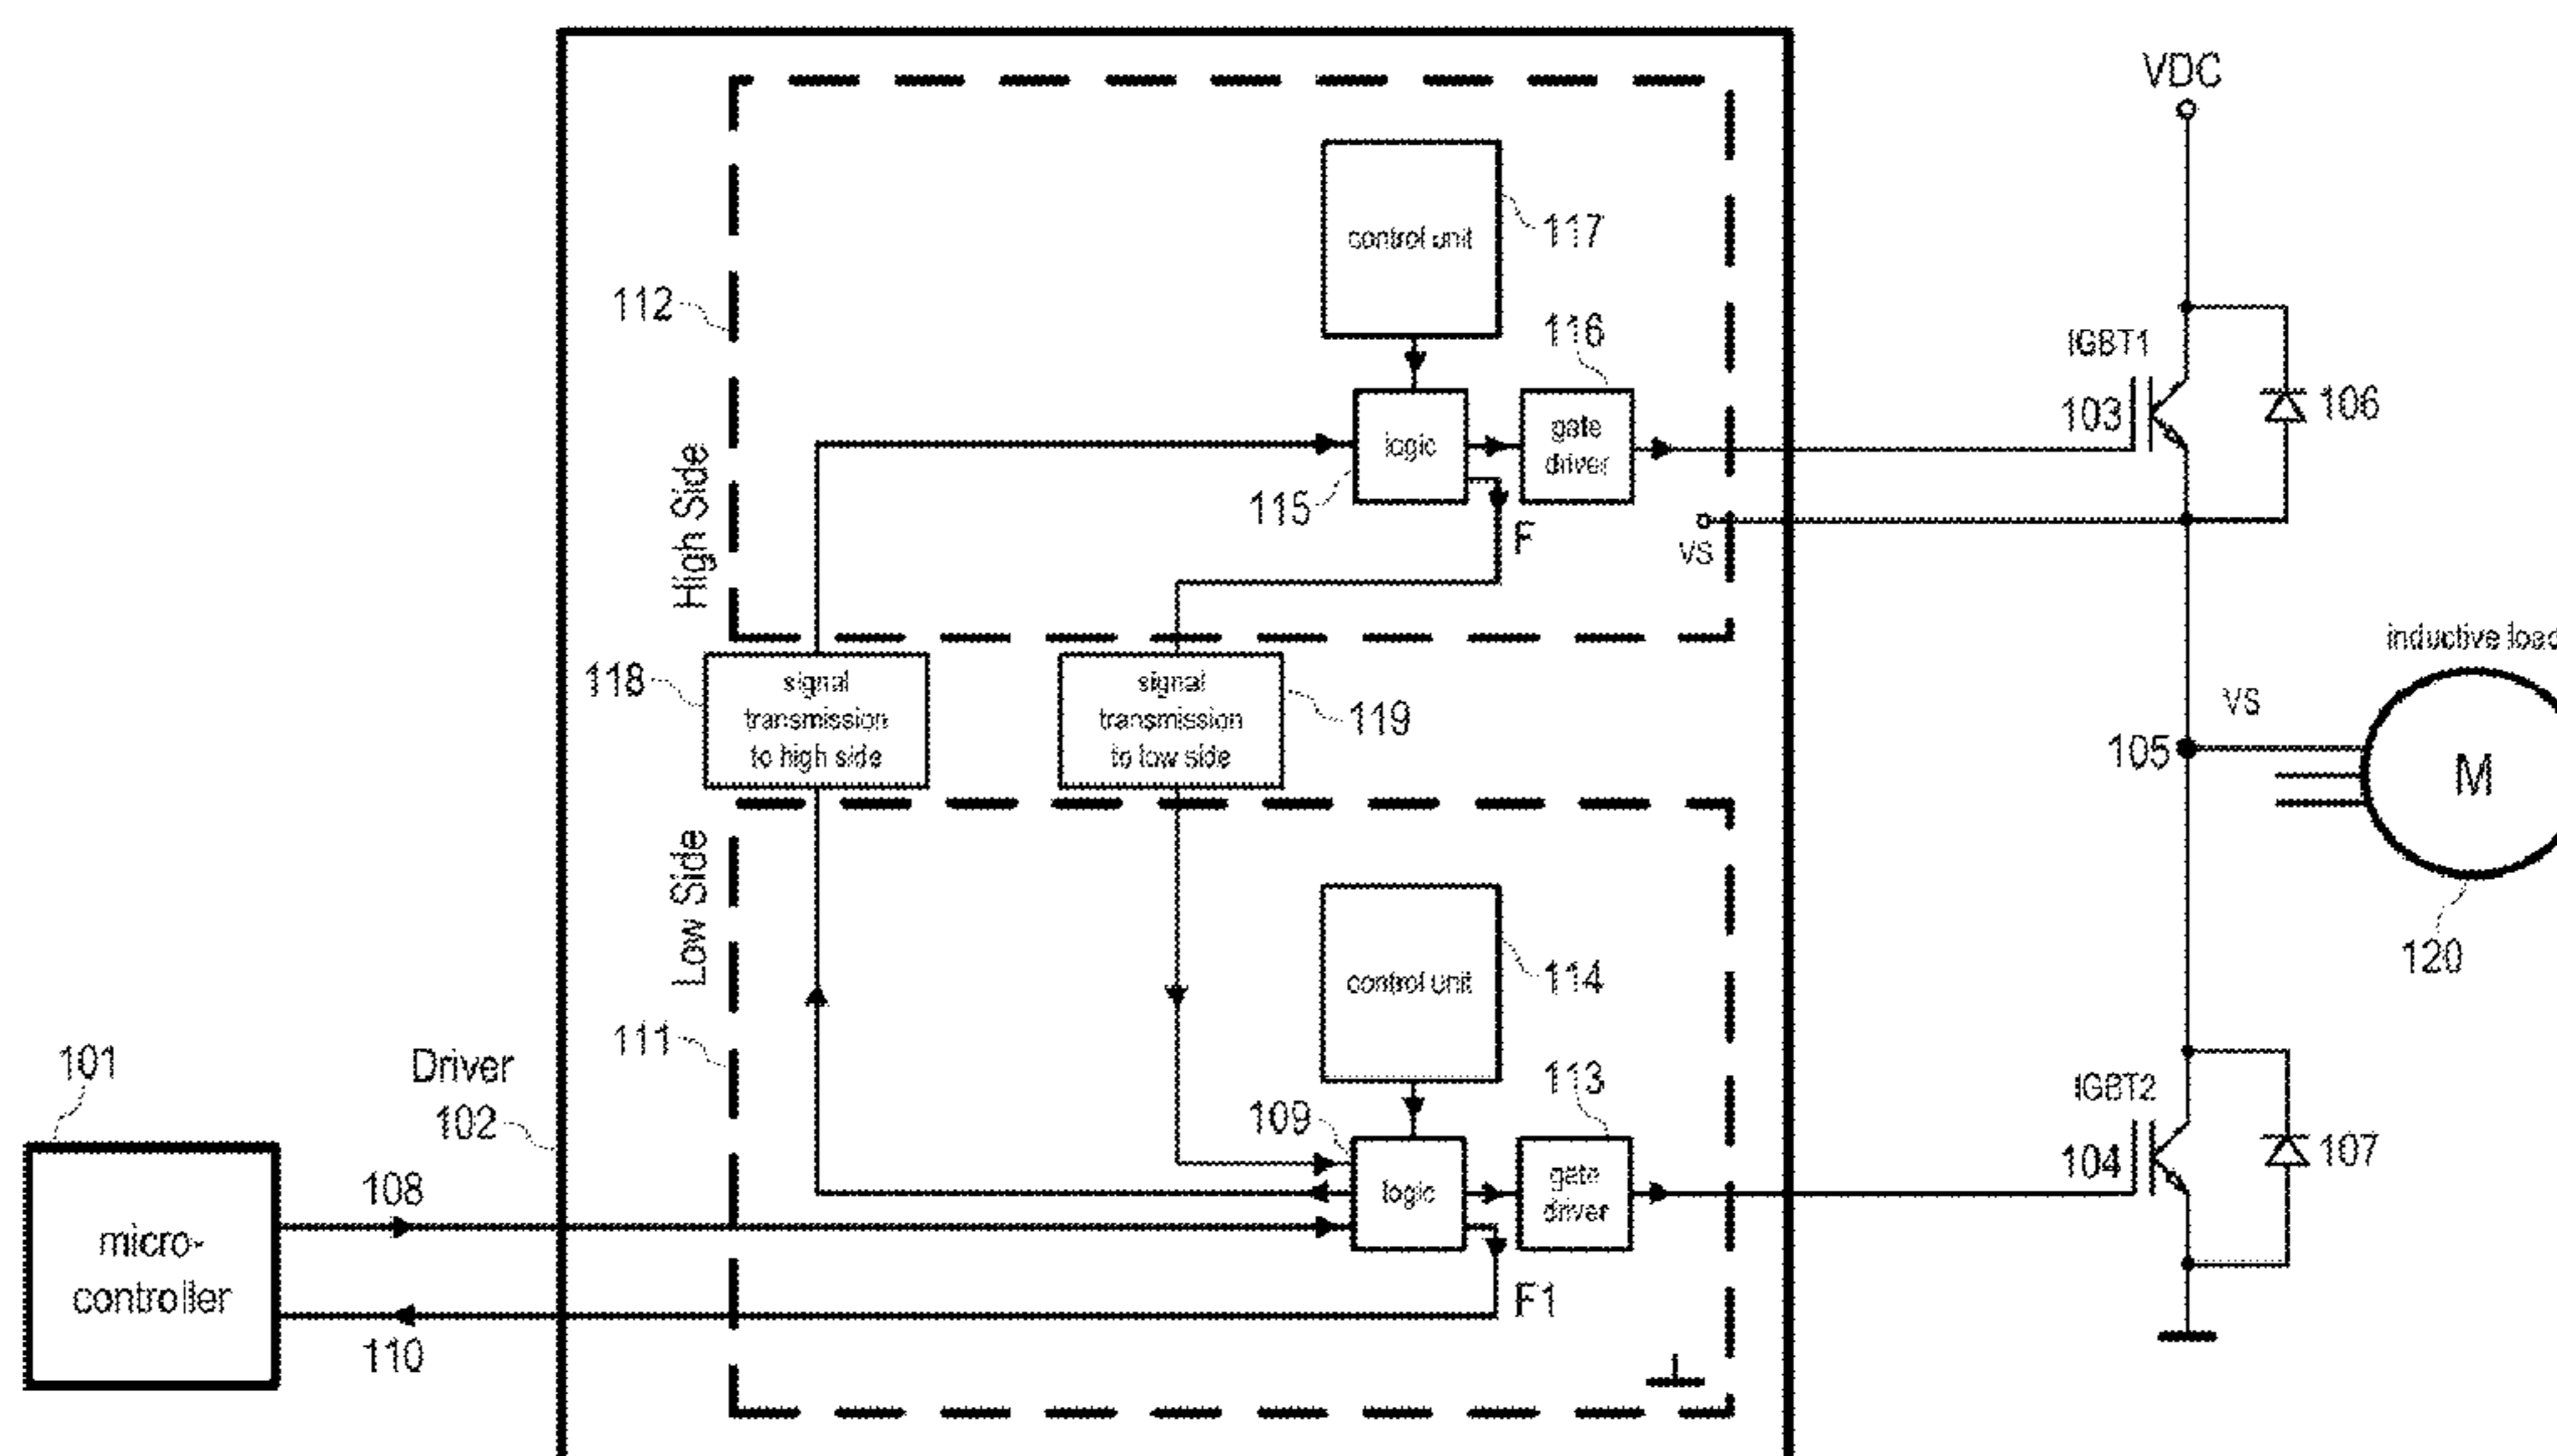 VDC
control unit
117
112
116
IGBT1
103
106
logic
gate
driver
115
F
VS
High Side
inductive load
118
signal
transmission
to high side
signal
transmission
to low side
119
VS
105
M
Low Side
120
control unit
114
111
101
Driver
102
109
113
IGBT2
104
107
logic
gate
driver
108
micro-
controller
F1
110